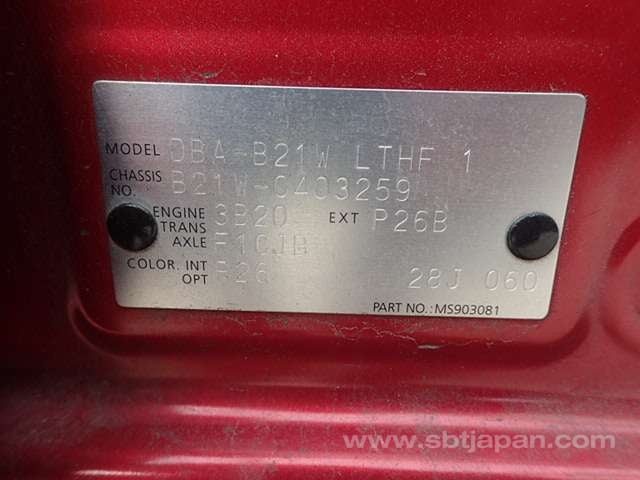 MODEL DBA-B21W LTHF 1
CHASSIS NO. B21W-0403259
ENGINE 3B20 EXT P26B
TRANS AXLE F1CJB
COLOR. INT 26
OPT 28J 060
PART NO.: MS903081
www.sbtjapan.com